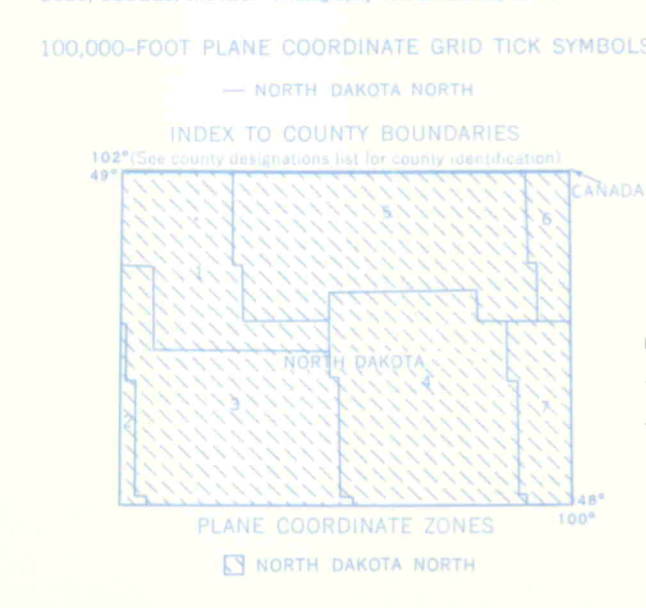 100,000-FOOT PLANE COORDINATE GRID TICK SYMBOLS
— NORTH DAKOTA NORTH
INDEX TO COUNTY BOUNDARIES
102° (See county designations list for county identification)
49°
CANADA
5
6
1
NORTH DAKOTA
4
3
7
2
48°
100°
PLANE COORDINATE ZONES
NORTH DAKOTA NORTH